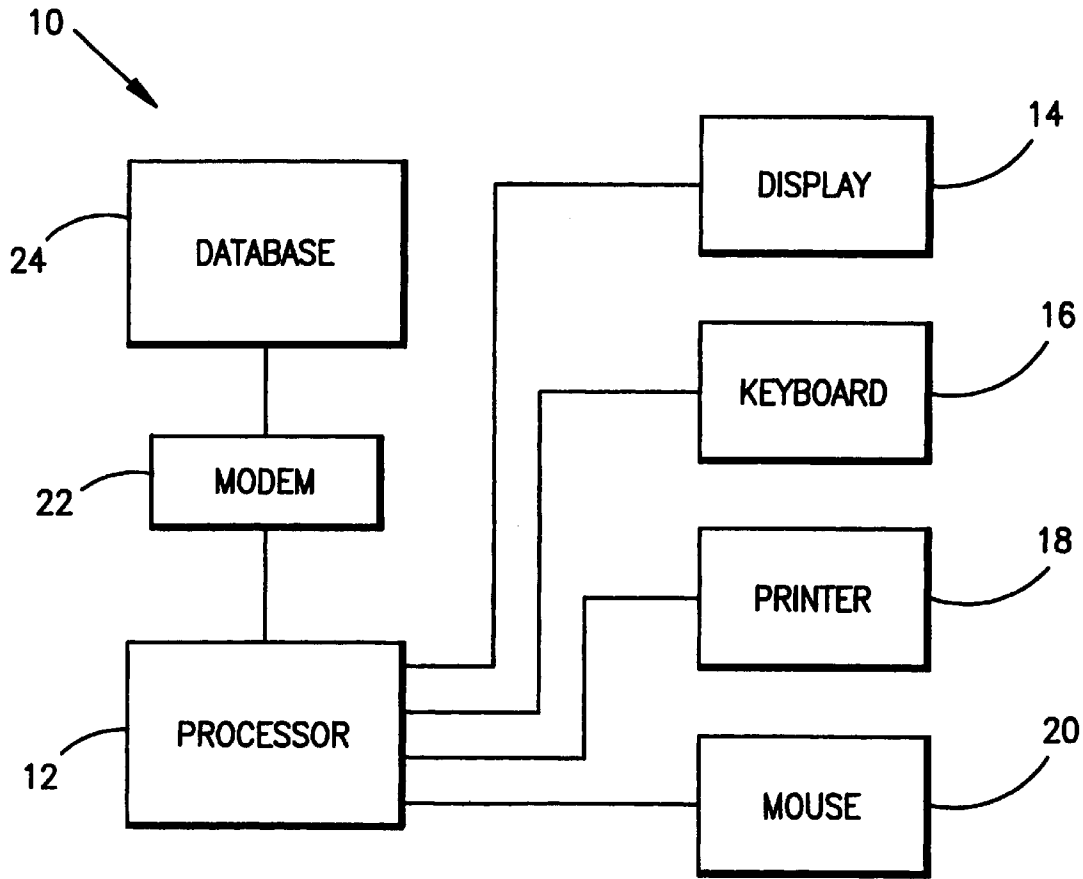 10
14
DISPLAY
24
DATABASE
16
KEYBOARD
22
MODEM
18
PRINTER
12
PROCESSOR
20
MOUSE